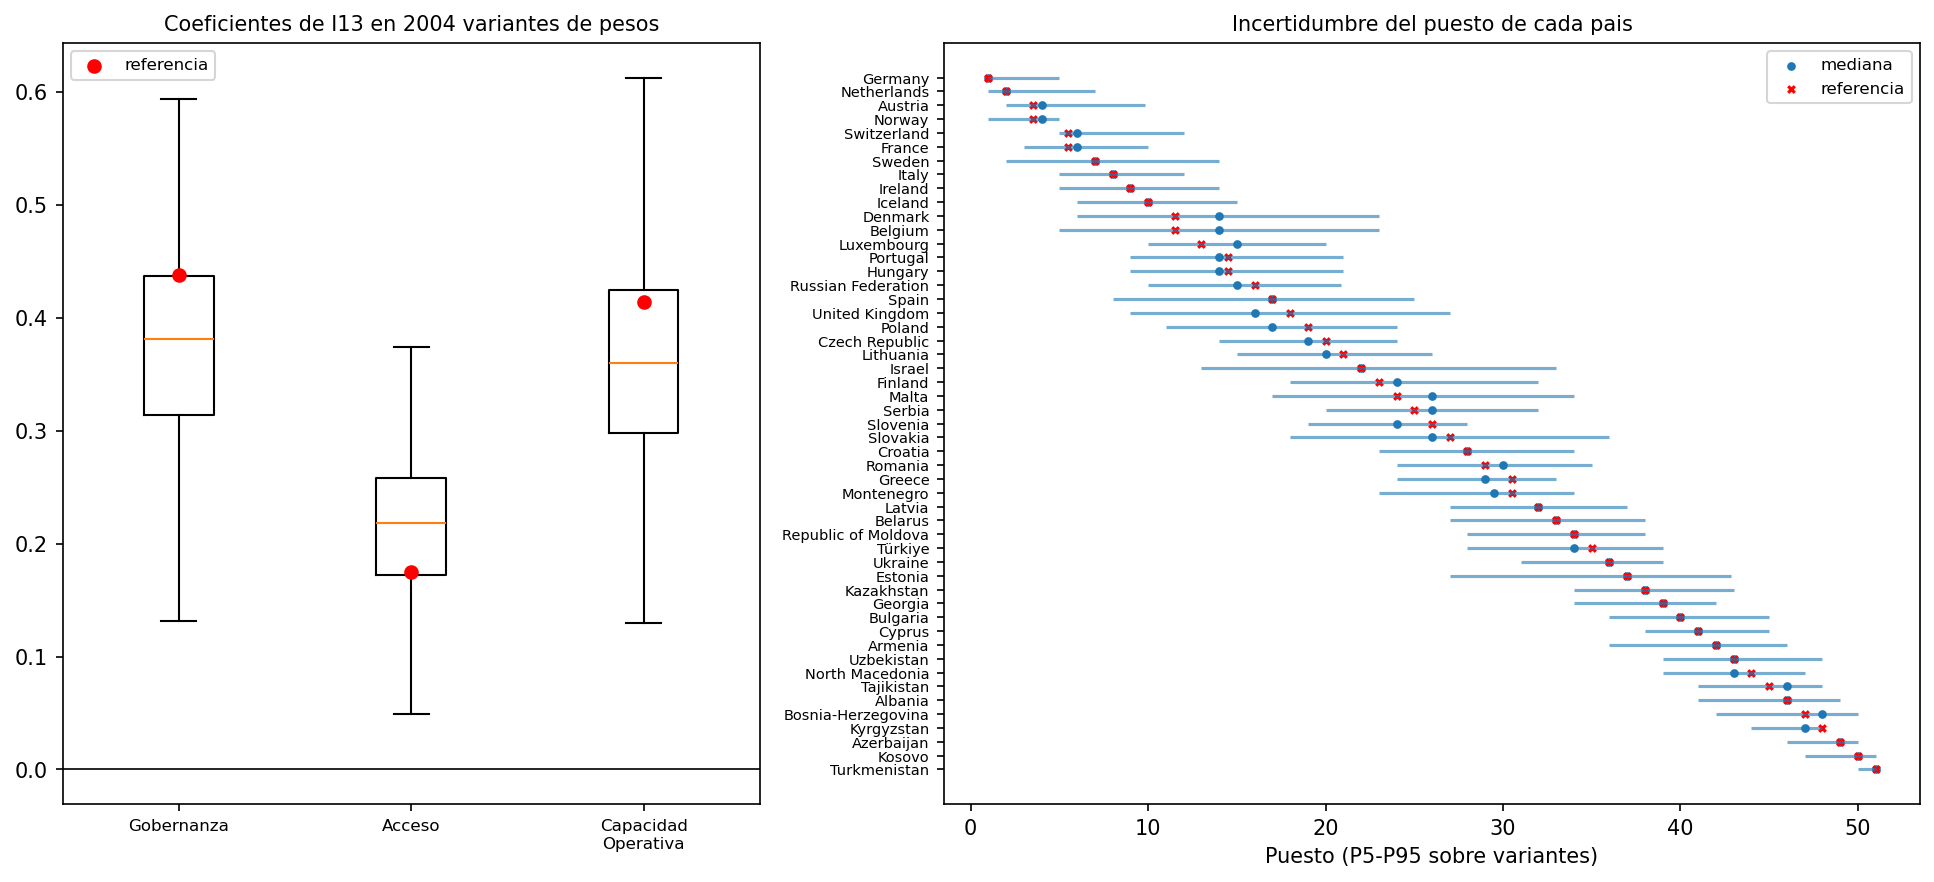 Coeficientes de I13 en 2004 variantes de pesos
referencia
0.6
0.5
0.4
0.3
0.2
0.1
0.0
Gobernanza
Acceso
Capacidad
Operativa
Incertidumbre del puesto de cada pais
mediana
referencia
Germany
Netherlands
Austria
Norway
Switzerland
France
Sweden
Italy
Ireland
Iceland
Denmark
Belgium
Luxembourg
Portugal
Hungary
Russian Federation
Spain
United Kingdom
Poland
Czech Republic
Lithuania
Israel
Finland
Malta
Serbia
Slovenia
Slovakia
Croatia
Romania
Greece
Montenegro
Latvia
Belarus
Republic of Moldova
Türkiye
Ukraine
Estonia
Kazakhstan
Georgia
Bulgaria
Cyprus
Armenia
Uzbekistan
North Macedonia
Tajikistan
Albania
Bosnia-Herzegovina
Kyrgyzstan
Azerbaijan
Kosovo
Turkmenistan
0 10 20 30 40 50
Puesto (P5-P95 sobre variantes)